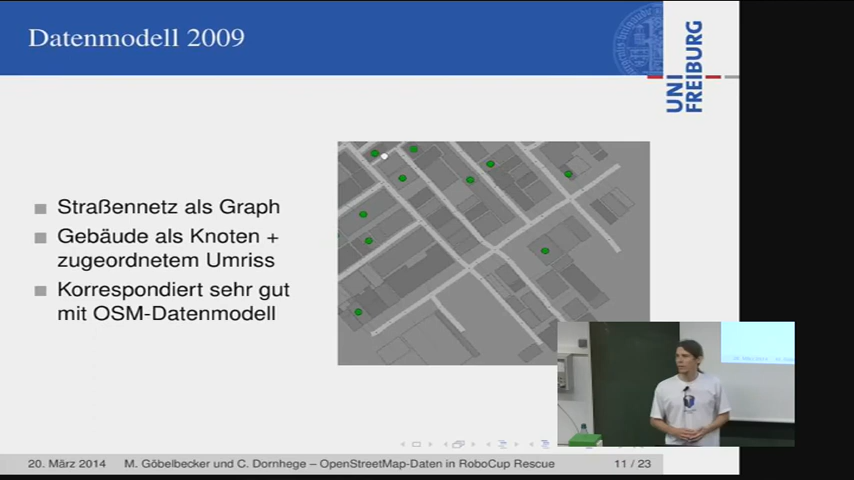 Datenmodell 2009
UNI
FREIBURG
Straßennetz als Graph
Gebäude als Knoten +
zugeordnetem Umriss
Korrespondiert sehr gut
mit OSM-Datenmodell
20. März 2014 M. Göbelbecker und C. Dornhege – OpenStreetMap-Daten in RoboCup Rescue 11 / 23